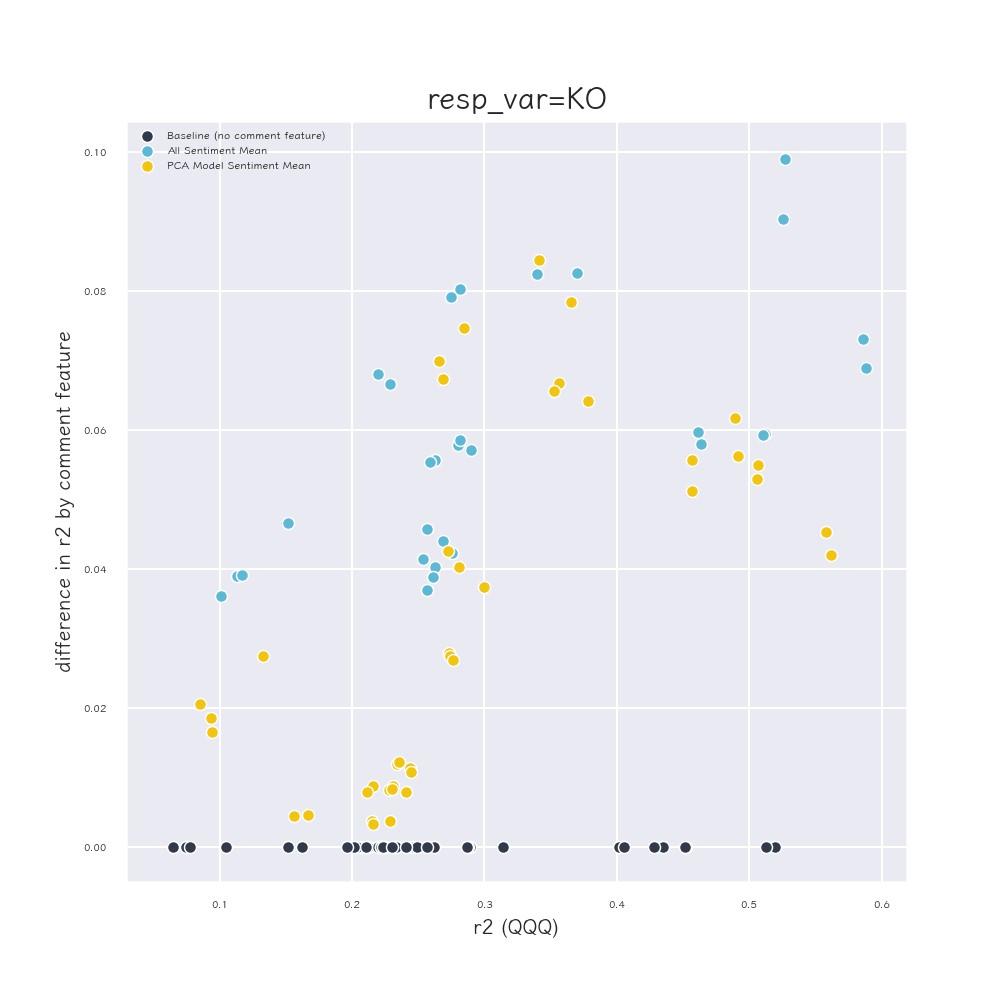 resp_var=KO
Baseline (no comment feature)
All Sentiment Mean
PCA Model Sentiment Mean
0.10
0.08
0.06
0.04
0.02
0.00
difference in r2 by comment feature
0.1 0.2 0.3 0.4 0.5 0.6
r2 (QQQ)